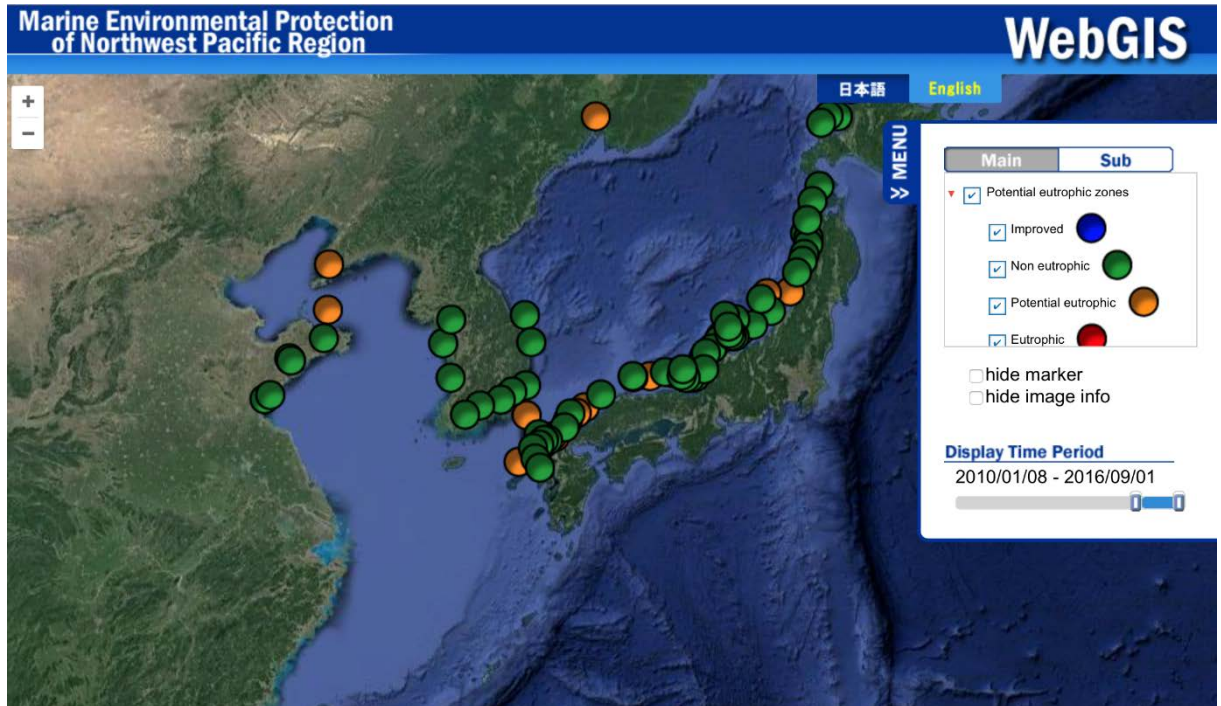 Marine Environmental Protection
of Northwest Pacific Region
WebGIS
日本語
English
+
−
>> MENU
Main
Sub
Potential eutrophic zones
Improved
Non eutrophic
Potential eutrophic
Eutrophic
hide marker
hide image info
Display Time Period
2010/01/08 - 2016/09/01